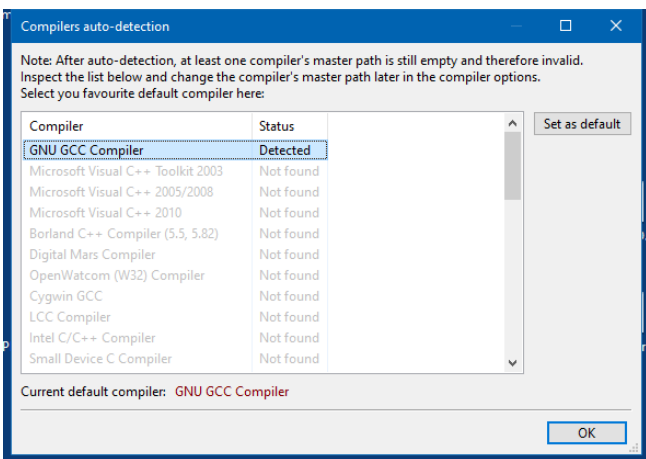 Compilers auto-detection
Note: After auto-detection, at least one compiler's master path is still empty and therefore invalid.
Inspect the list below and change the compiler's master path later in the compiler options.
Select you favourite default compiler here:
Compiler Status
Set as default
GNU GCC Compiler Detected
Microsoft Visual C++ Toolkit 2003 Not found
Microsoft Visual C++ 2005/2008 Not found
Microsoft Visual C++ 2010 Not found
Borland C++ Compiler (5.5, 5.82) Not found
Digital Mars Compiler Not found
OpenWatcom (W32) Compiler Not found
Cygwin GCC Not found
LCC Compiler Not found
Intel C/C++ Compiler Not found
Small Device C Compiler Not found
Current default compiler: GNU GCC Compiler
OK